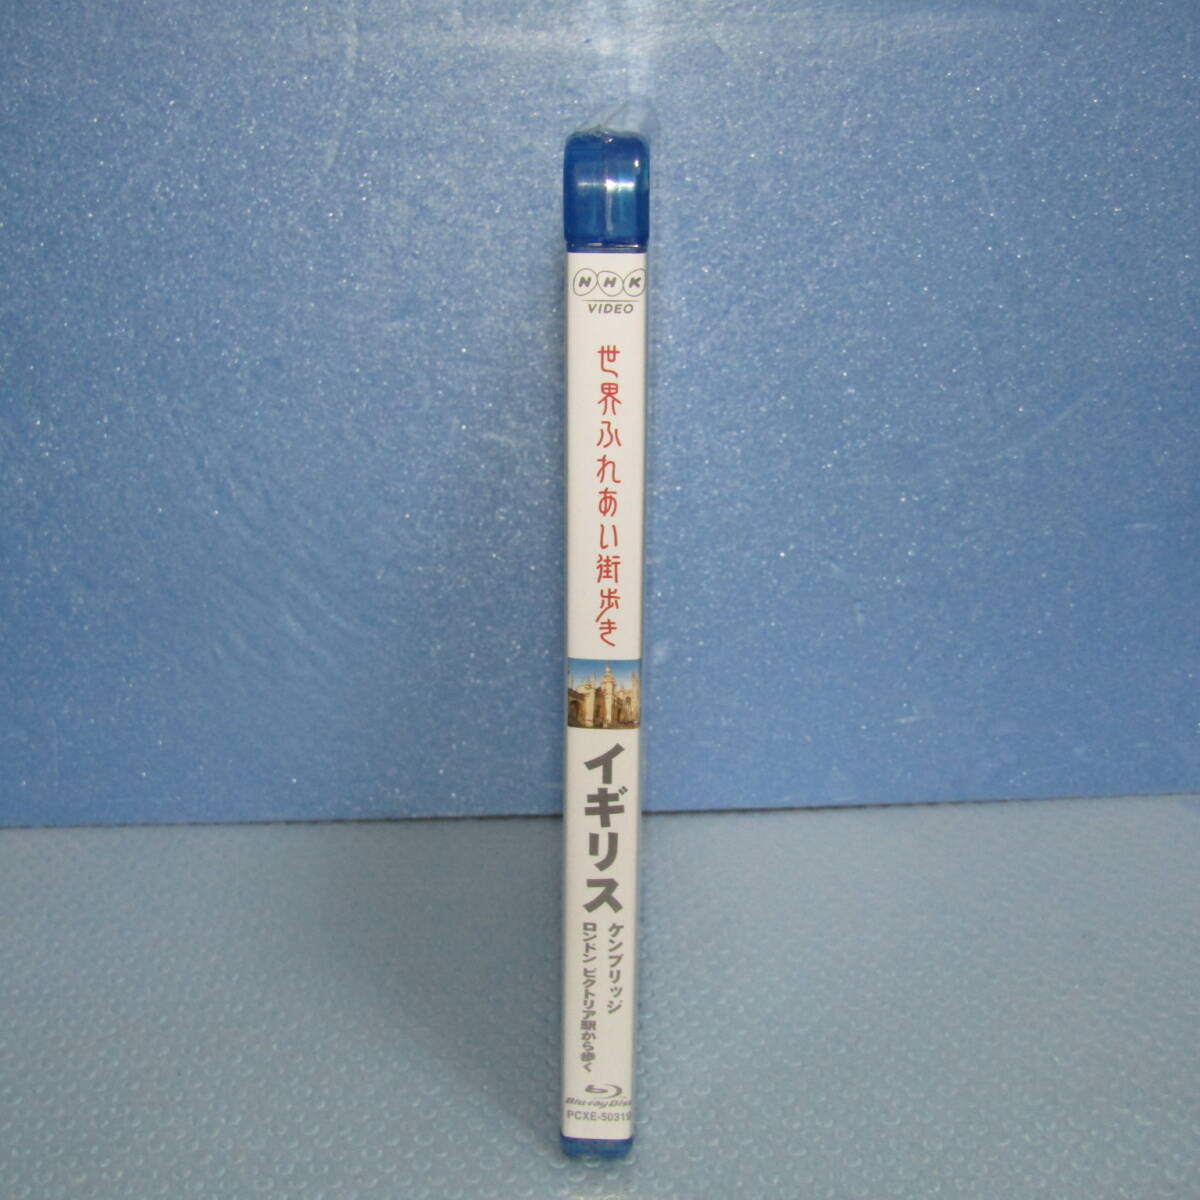 NHK
VIDEO
世界ふれあい街歩き
イギリス
ケンブリッジ
ロンドン ビクトリア駅から歩く
Blu-ray Disc
PCXE-50319